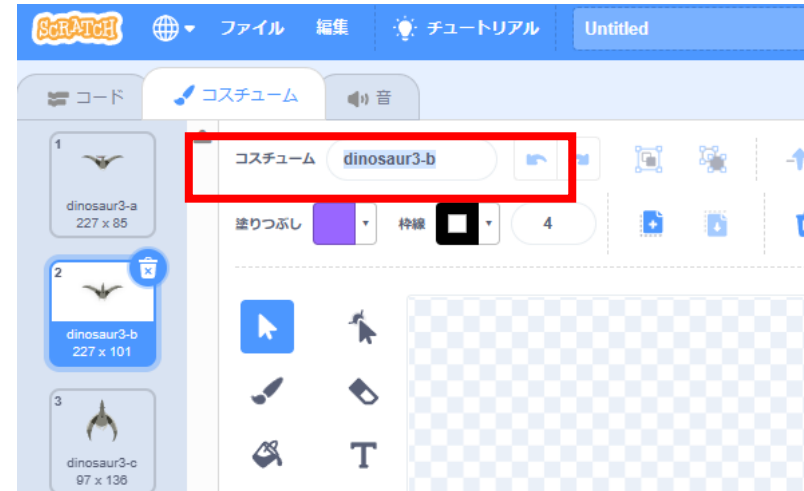 SCRATCH ファイル 編集 チュートリアル Untitled
コード コスチューム 音
1
dinosaur3-a
227 x 85
2
dinosaur3-b
227 x 101
3
dinosaur3-c
97 x 136
コスチューム dinosaur3-b
塗りつぶし 枠線 4
T